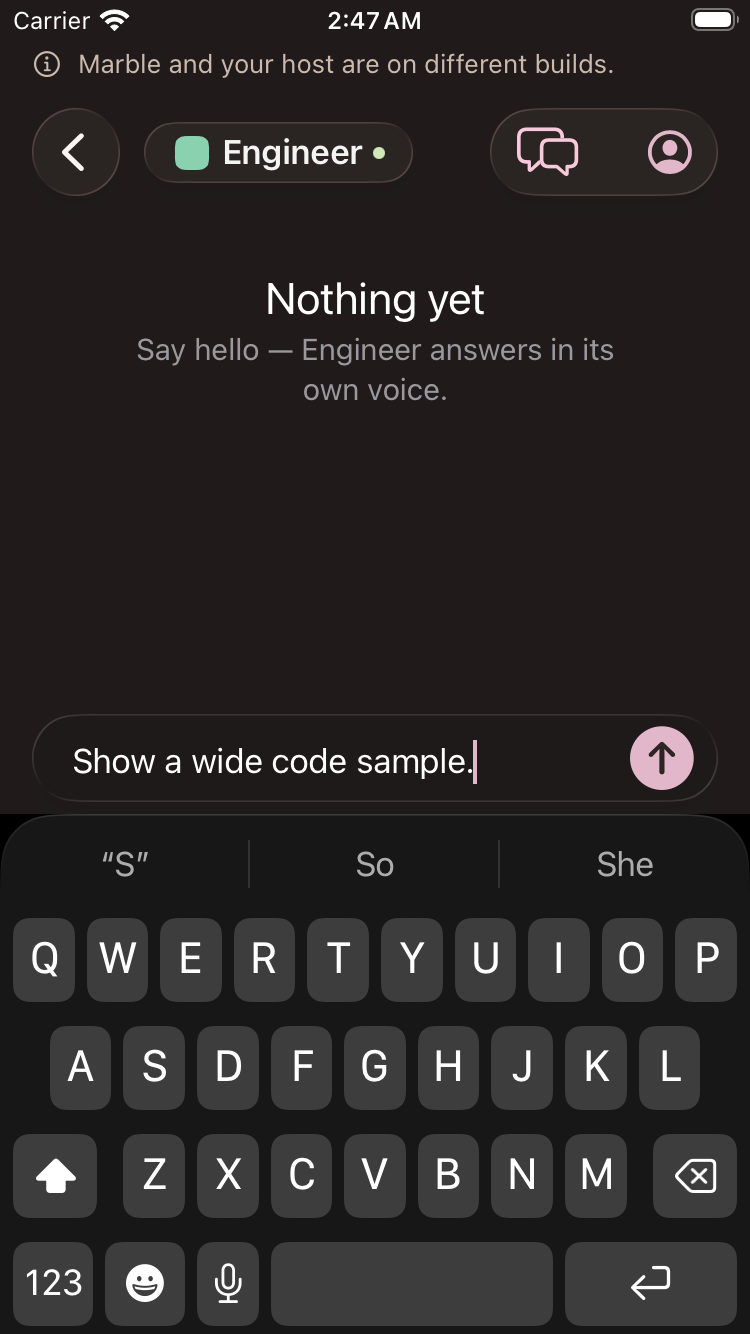 Carrier 2:47 AM
Marble and your host are on different builds.
Engineer
Nothing yet
Say hello — Engineer answers in its
own voice.
Show a wide code sample.
“S” So She
Q W E R T Y U I O P
A S D F G H J K L
Z X C V B N M
123